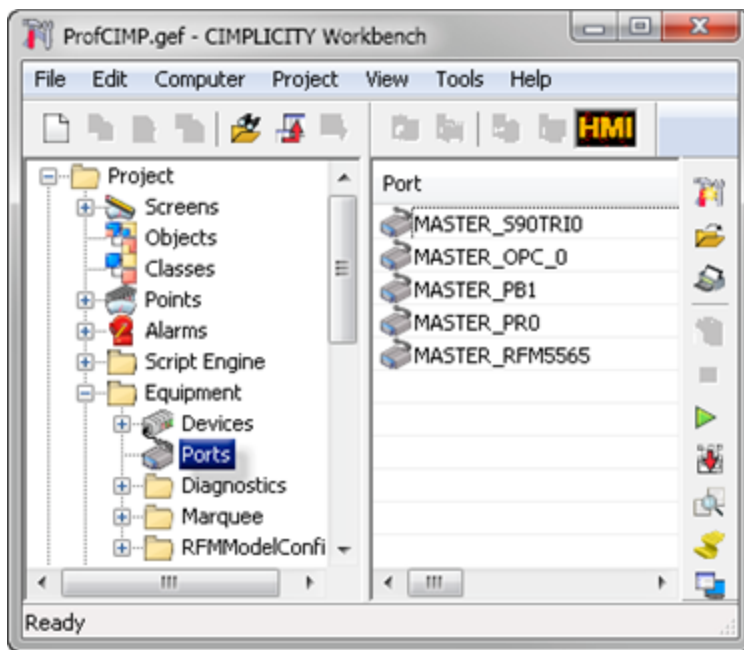 ProfCIMP.gef - CIMPLICITY Workbench
File Edit Computer Project View Tools Help
HMI
Project
Screens
Objects
Classes
Points
Alarms
Script Engine
Equipment
Devices
Ports
Diagnostics
Marquee
RFMModelConfi
Port
MASTER_S90TRI0
MASTER_OPC_0
MASTER_PB1
MASTER_PR0
MASTER_RFM5565
Ready